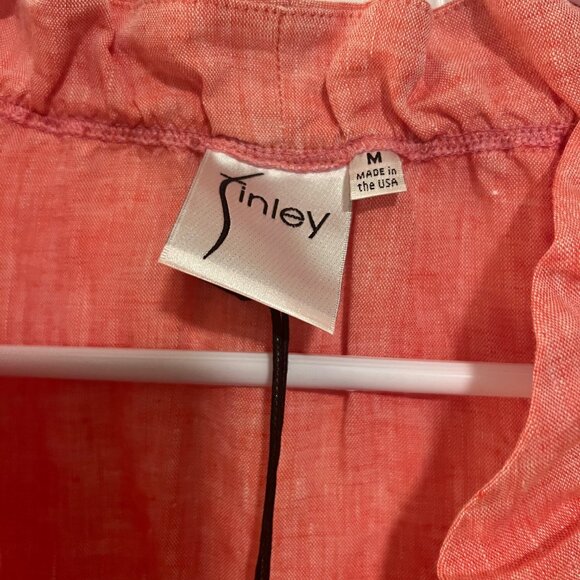 Finley
M
MADE in
the USA